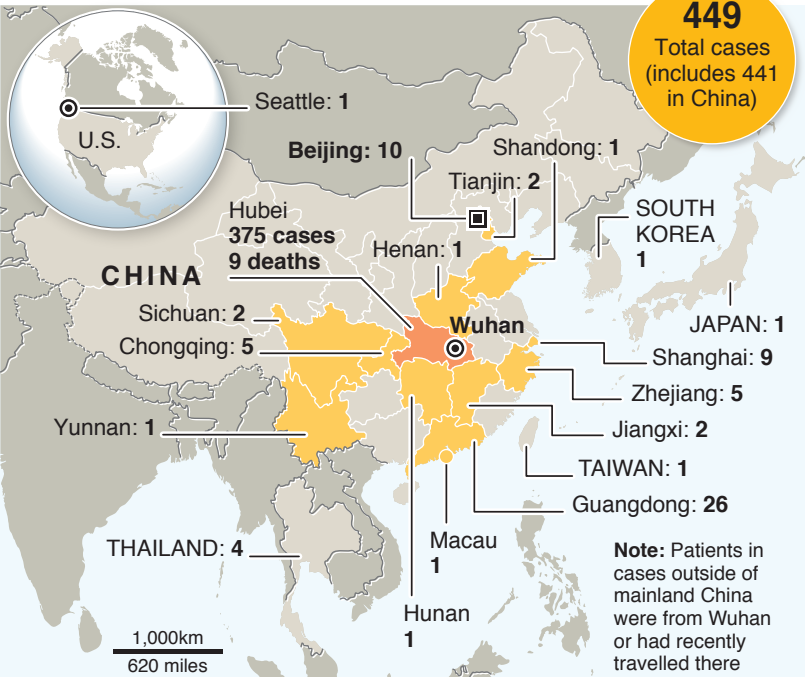 449
Total cases
(includes 441
in China)
Seattle: 1
U.S.
Beijing: 10
Shandong: 1
Tianjin: 2
Hubei
375 cases
9 deaths
Henan: 1
SOUTH
KOREA
1
CHINA
Sichuan: 2
Wuhan
JAPAN: 1
Chongqing: 5
Shanghai: 9
Zhejiang: 5
Yunnan: 1
Jiangxi: 2
TAIWAN: 1
Guangdong: 26
Macau
1
THAILAND: 4
Hunan
1
Note: Patients in
cases outside of
mainland China
were from Wuhan
or had recently
travelled there
1,000km
620 miles